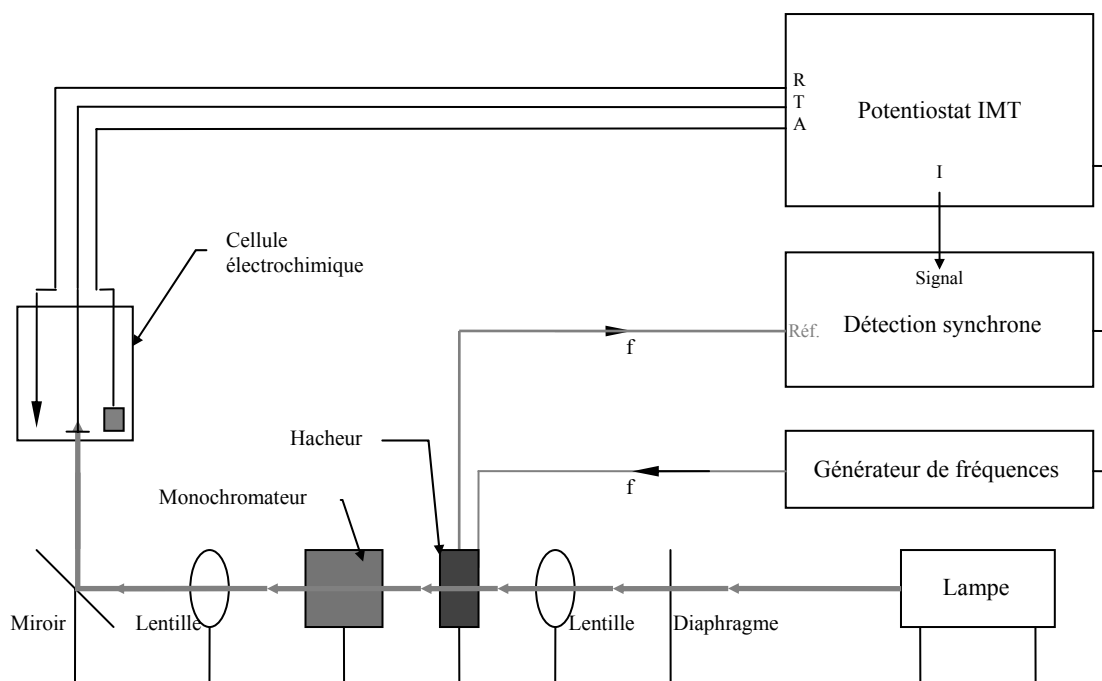 R
T
A
Potentiostat IMT
I
Cellule
électrochimique
Signal
Réf.
Détection synchrone
f
Hacheur
Générateur de fréquences
f
Monochromateur
Lampe
Miroir
Lentille
Lentille
Diaphragme